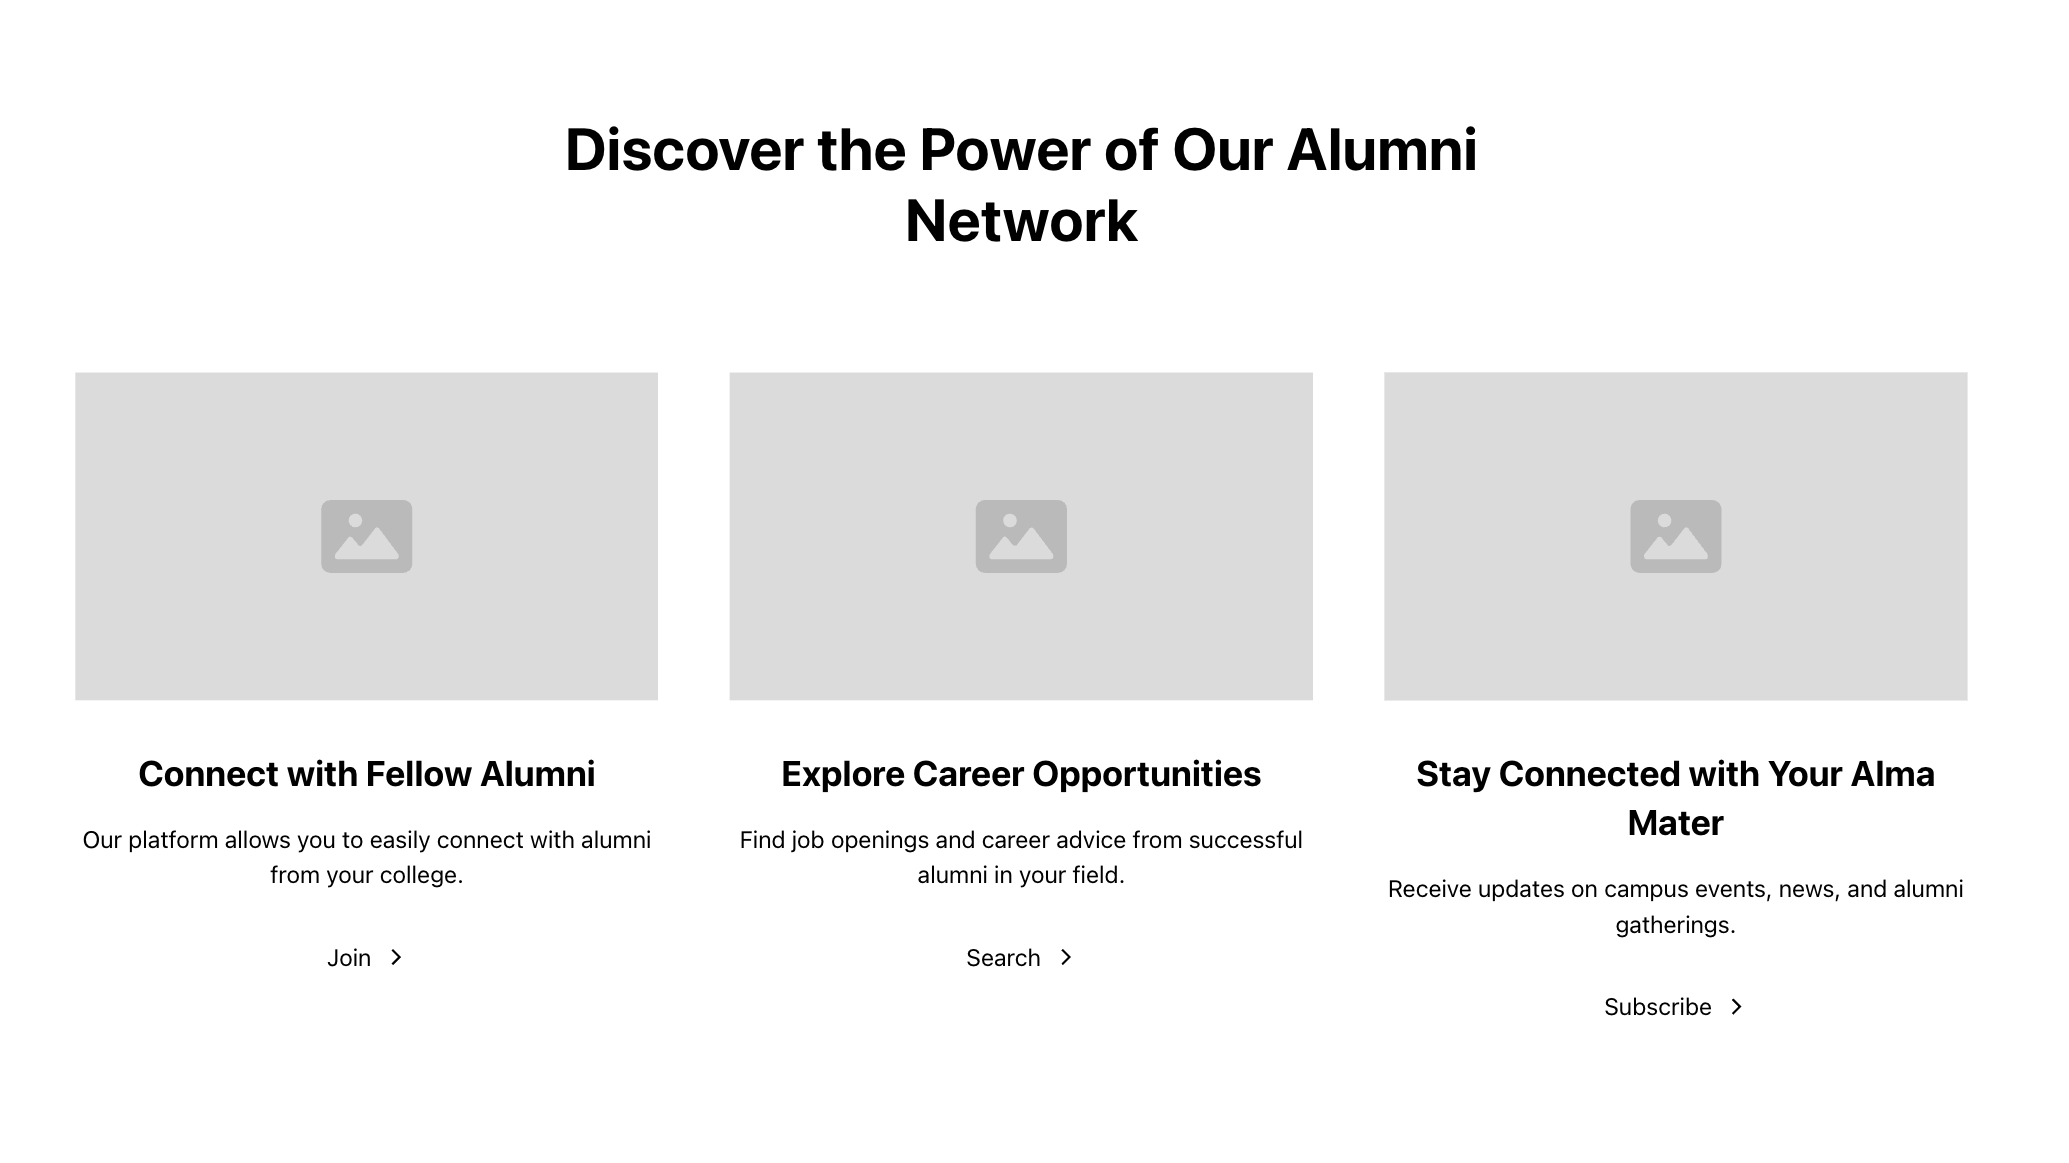 Discover the Power of Our Alumni
Network
Connect with Fellow Alumni
Our platform allows you to easily connect with alumni
from your college.
Join
Explore Career Opportunities
Find job openings and career advice from successful
alumni in your field.
Search
Stay Connected with Your Alma
Mater
Receive updates on campus events, news, and alumni
gatherings.
Subscribe